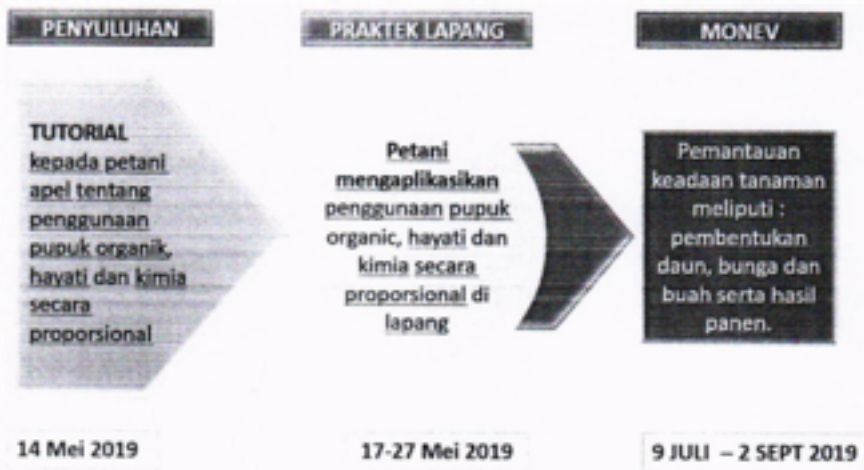 PENYULUHAN
TUTORIAL
kepada petani
apel tentang
penggunaan
pupuk organik,
hayati dan kimia
secara
proporsional
14 Mei 2019
PRAKTEK LAPANG
Petani
mengaplikasikan
penggunaan pupuk
organic, hayati dan
kimia secara
proporsional di
lapang
17-27 Mei 2019
MONEV
Pemantauan
keadaan tanaman
meliputi :
pembentukan
daun, bunga dan
buah serta hasil
panen.
9 JULI – 2 SEPT 2019